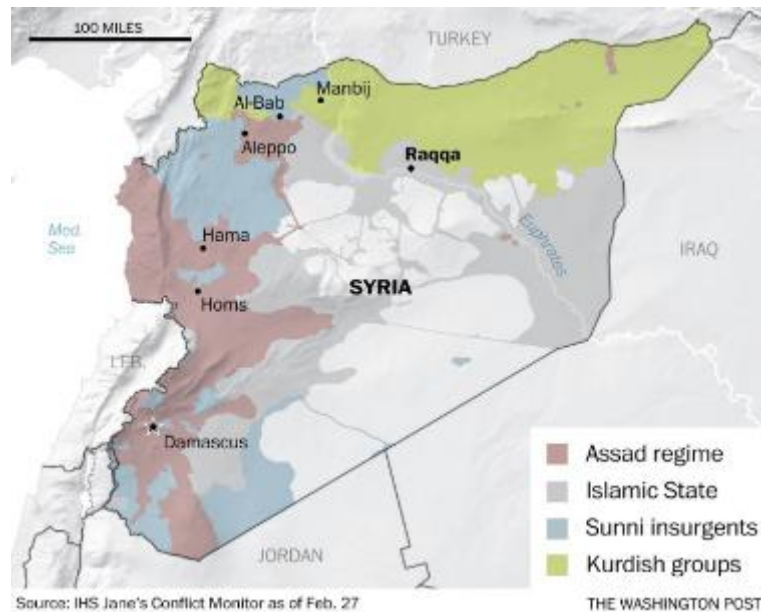 100 MILES
TURKEY
Manbij
Al-Bab
Aleppo
Raqqa
Med.
Sea
Hama
Euphrates
IRAQ
SYRIA
Homs
LEB.
Damascus
JORDAN
Assad regime
Islamic State
Sunni insurgents
Kurdish groups
Source: IHS Jane's Conflict Monitor as of Feb. 27
THE WASHINGTON POST